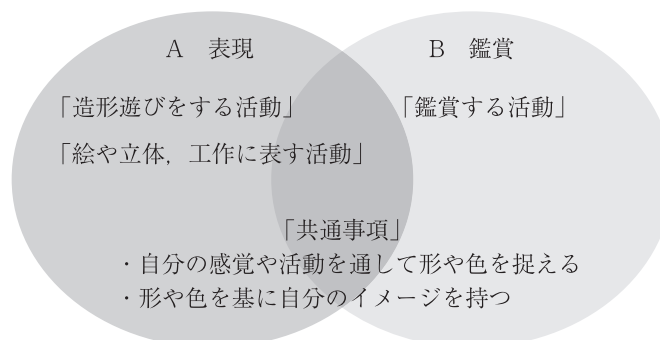 A 表現
B 鑑賞
「造形遊びをする活動」
「鑑賞する活動」
「絵や立体，工作に表す活動」
「共通事項」
・自分の感覚や活動を通して形や色を捉える
・形や色を基に自分のイメージを持つ